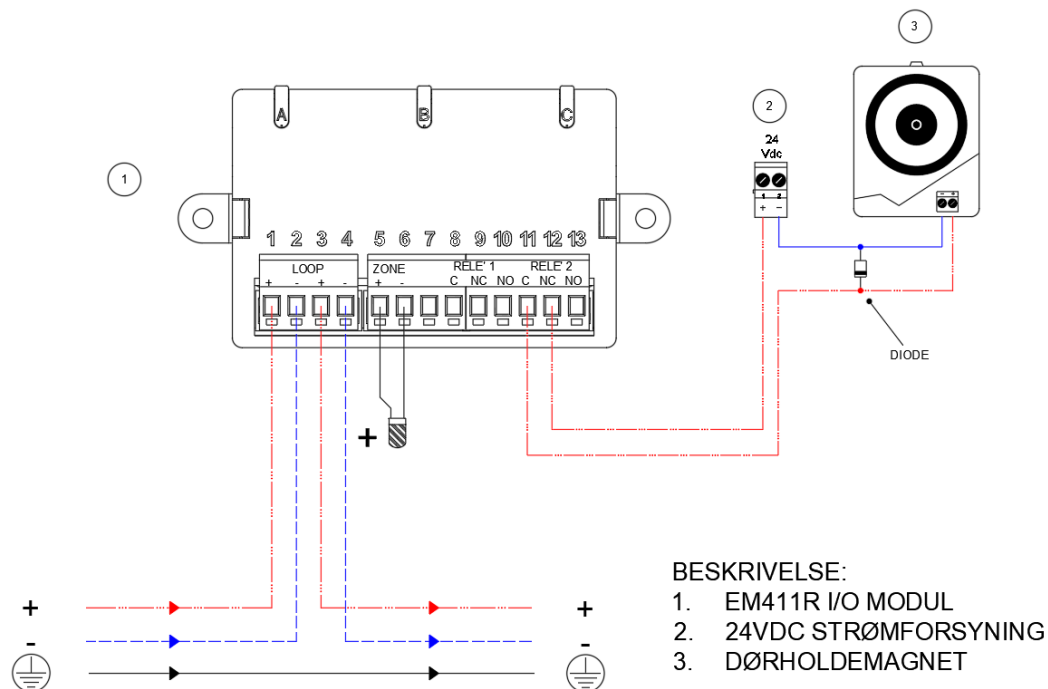 3
2
24
Vdc
1 2
+ -
- +
1
A B C
1 2 3 4 5 6 7 8 9 10 11 12 13
LOOP ZONE RELE' 1 RELE' 2
+ - + - + - C NC NO C NC NO
DIODE
+
+ +
- -
BESKRIVELSE:
1. EM411R I/O MODUL
2. 24VDC STRØMFORSYNING
3. DØRHOLDEMAGNET